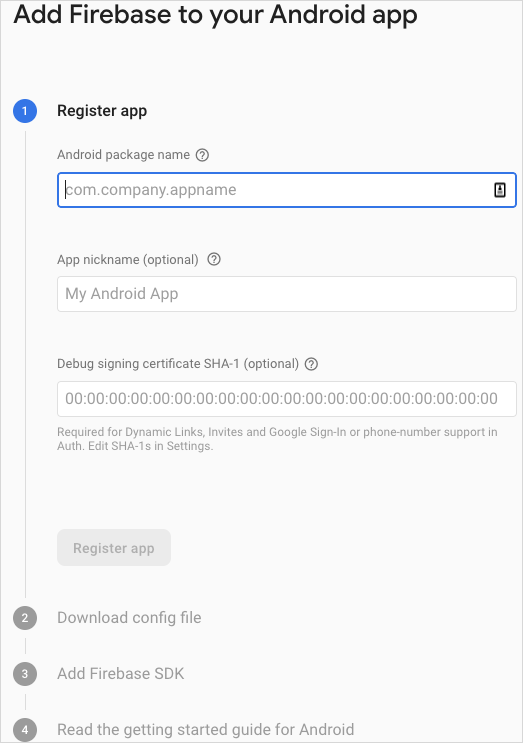 Add Firebase to your Android app
1
Register app
Android package name ?
com.company.appname
App nickname (optional) ?
My Android App
Debug signing certificate SHA-1 (optional) ?
00:00:00:00:00:00:00:00:00:00:00:00:00:00:00:00:00:00:00:00
Required for Dynamic Links, Invites and Google Sign-In or phone-number support in
Auth. Edit SHA-1s in Settings.
Register app
2 Download config file
3 Add Firebase SDK
4 Read the getting started guide for Android